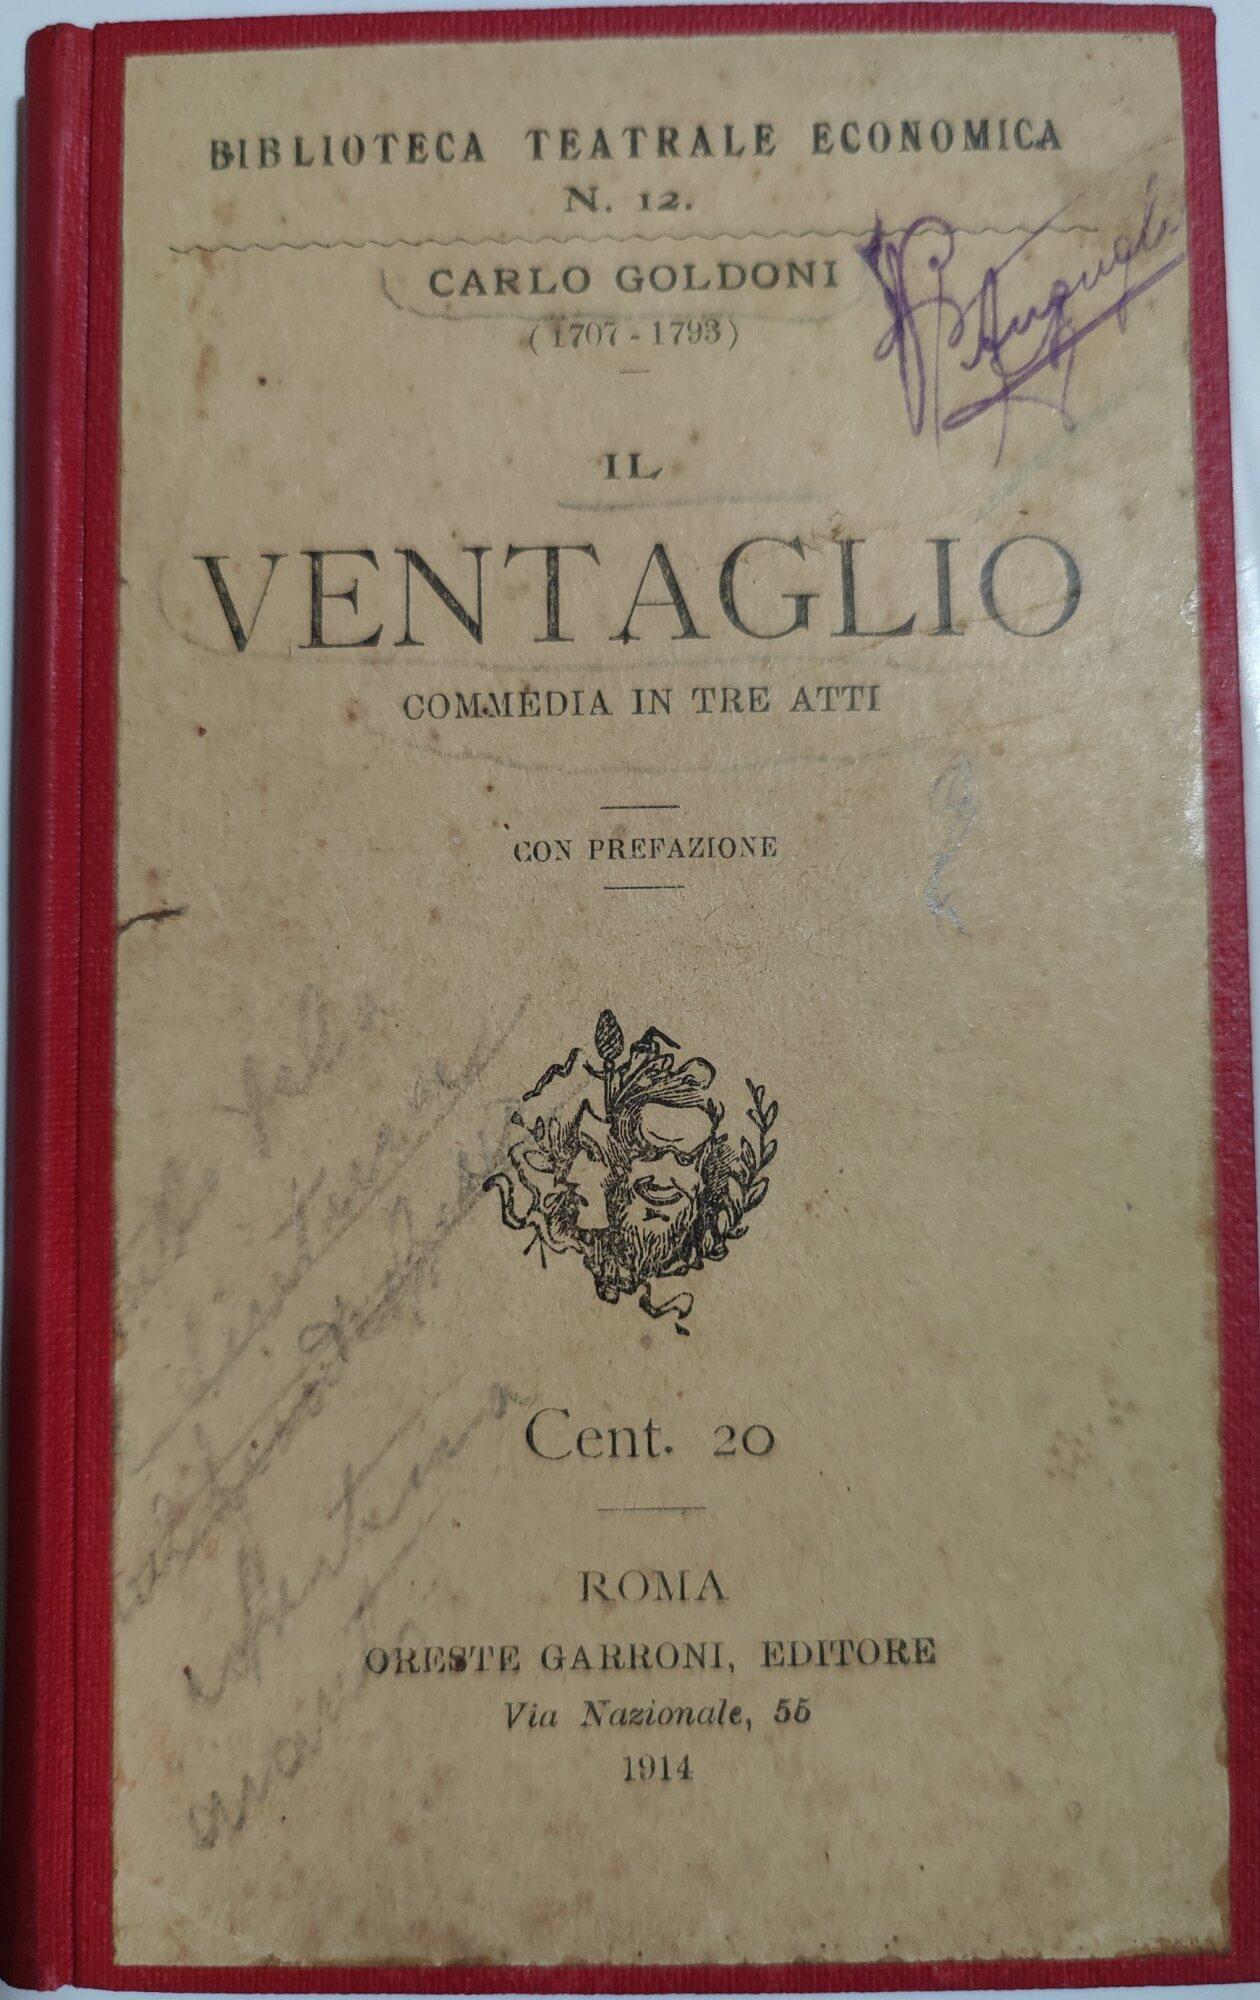 BIBLIOTECA TEATRALE ECONOMICA
N. 12.
CARLO GOLDONI
(1707-1793)
IL
VENTAGLIO
COMMEDIA IN TRE ATTI
CON PREFAZIONE
Cent. 20
ROMA
ORESTE GARRONI, EDITORE
Via Nazionale, 55
1914